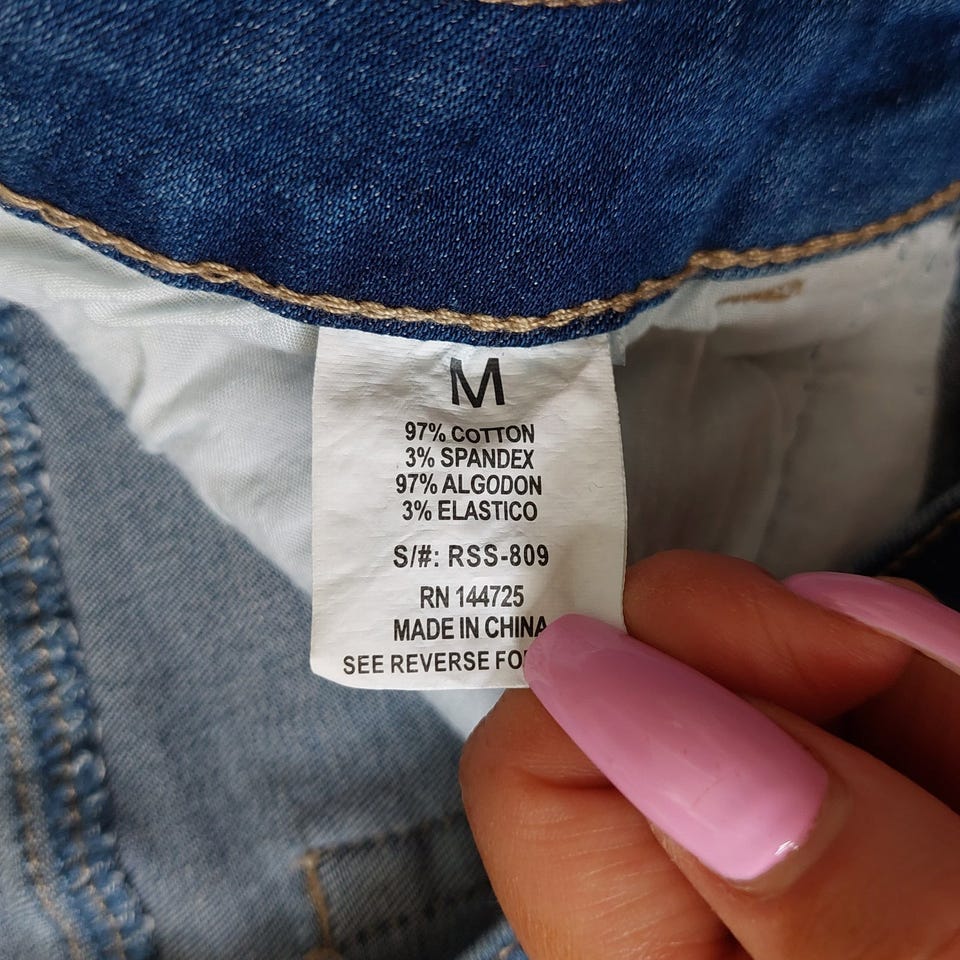 M
97% COTTON
3% SPANDEX
97% ALGODON
3% ELASTICO
S/#: RSS-809
RN 144725
MADE IN CHINA
SEE REVERSE